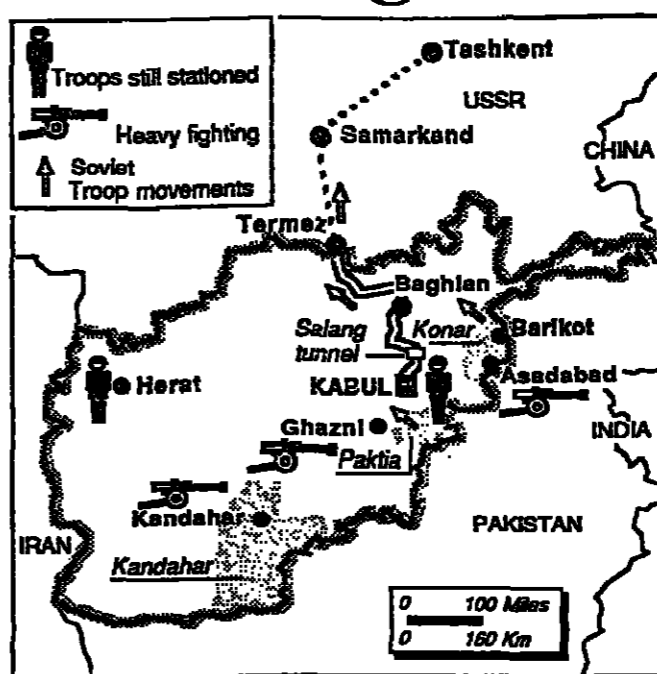 Troops still stationed
Heavy fighting
Soviet
Troop movements
Tashkent
USSR
Samarkand
CHINA
Termez
Baghlan
Salang
tunnel
Konar
Barikot
Herat
KABUL
Asadabad
Ghazni
INDIA
Paktia
Kandahar
IRAN
PAKISTAN
Kandahar
0 100 Miles
0 160 Km